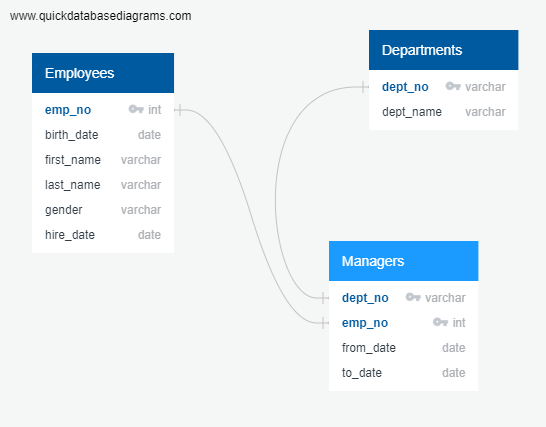 www.quickdatabasediagrams.com
Employees
emp_no int
birth_date date
first_name varchar
last_name varchar
gender varchar
hire_date date
Departments
dept_no varchar
dept_name varchar
Managers
dept_no varchar
emp_no int
from_date date
to_date date